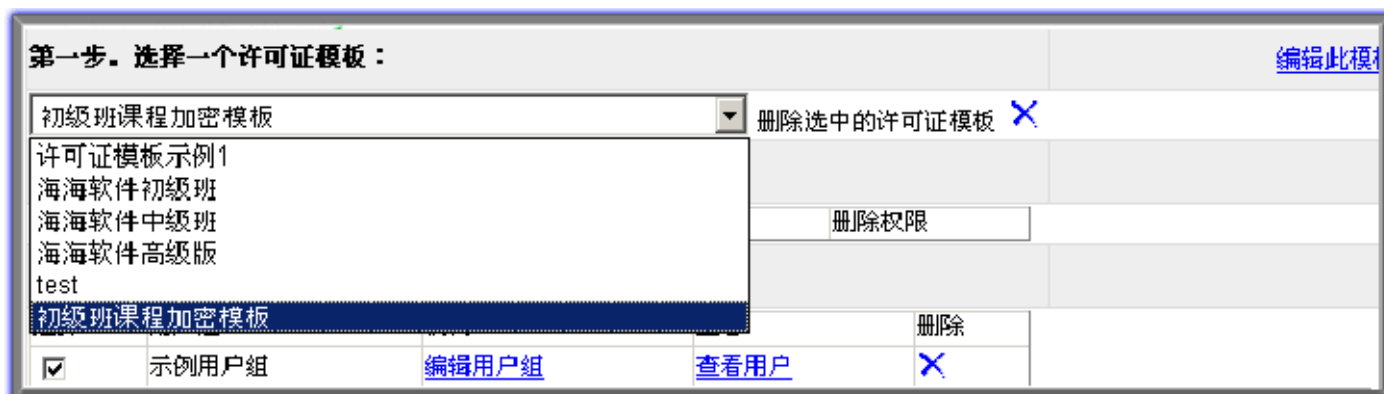 第一步。选择一个许可证模板：
编辑此模
初级班课程加密模板
删除选中的许可证模板
许可证模板示例1
海海软件初级班
海海软件中级班
海海软件高级版
test
初级班课程加密模板
删除权限
删除
示例用户组 编辑用户组 查看用户